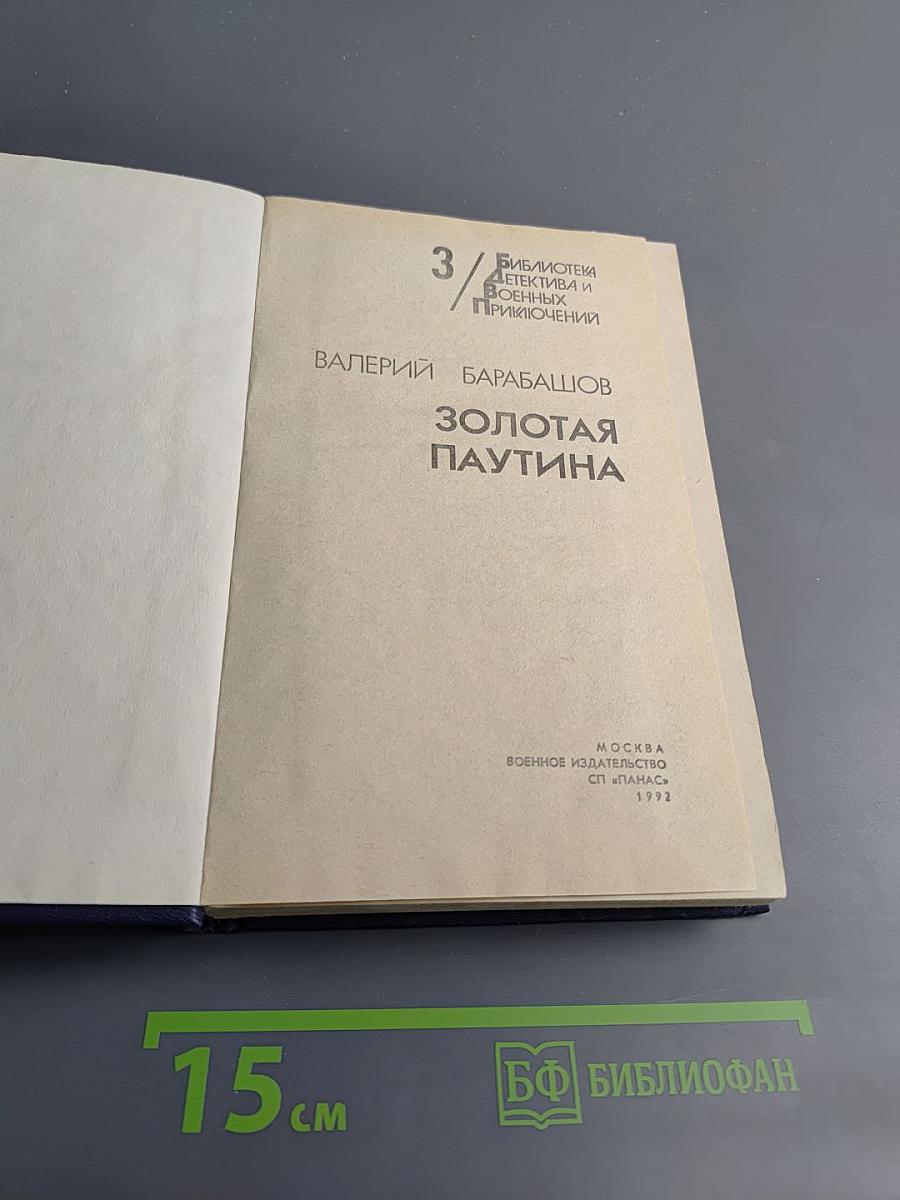 3/ БИБЛИОТЕКА
ДЕТЕКТИВА И
ВОЕННЫХ
ПРИКЛЮЧЕНИЙ
ВАЛЕРИЙ БАРАБАШОВ
ЗОЛОТАЯ
ПАУТИНА
МОСКВА
ВОЕННОЕ ИЗДАТЕЛЬСТВО
СП «ПАНАС»
1992
15 СМ
БФ БИБЛИОФАН